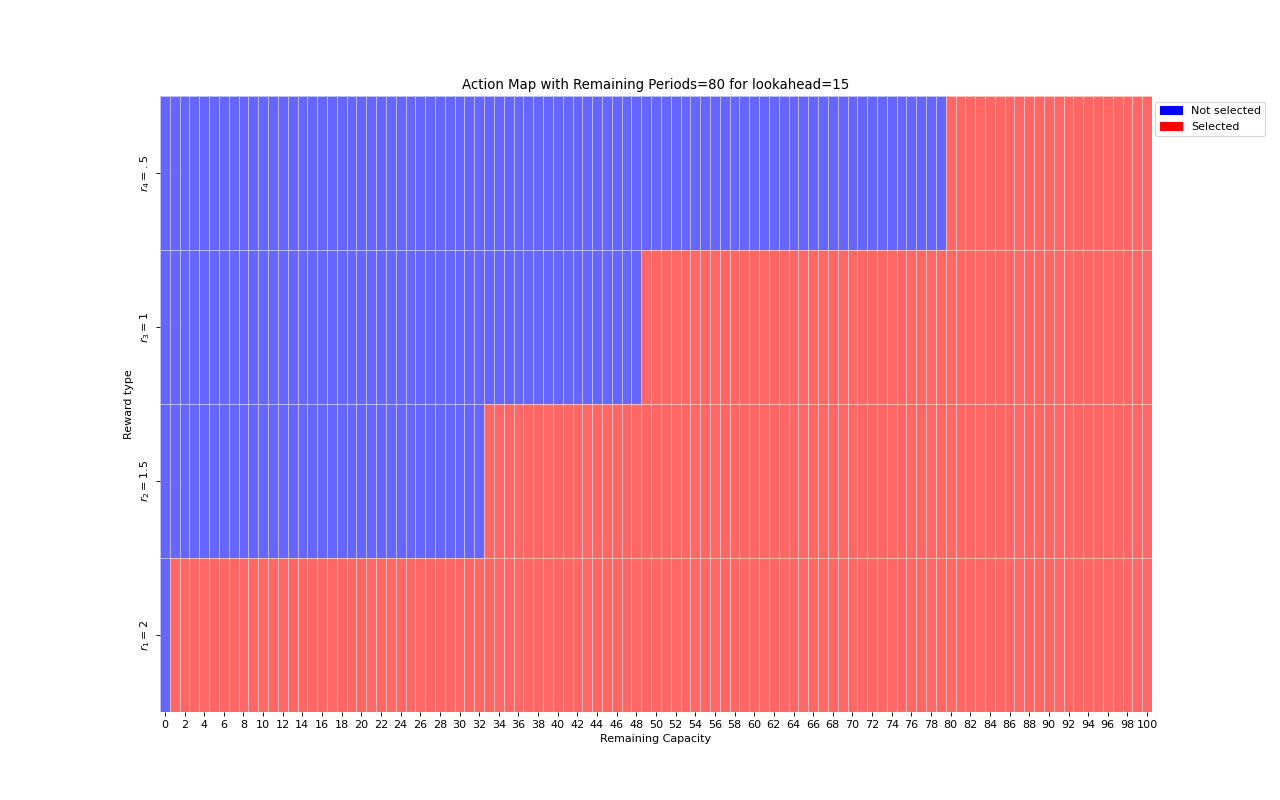 Action Map with Remaining Periods=80 for lookahead=15
Not selected
Selected
r₄ = .5
r₃ = 1
r₂ = 1.5
r₁ = 2
Reward type
0 2 4 6 8 10 12 14 16 18 20 22 24 26 28 30 32 34 36 38 40 42 44 46 48 50 52 54 56 58 60 62 64 66 68 70 72 74 76 78 80 82 84 86 88 90 92 94 96 98 100
Remaining Capacity